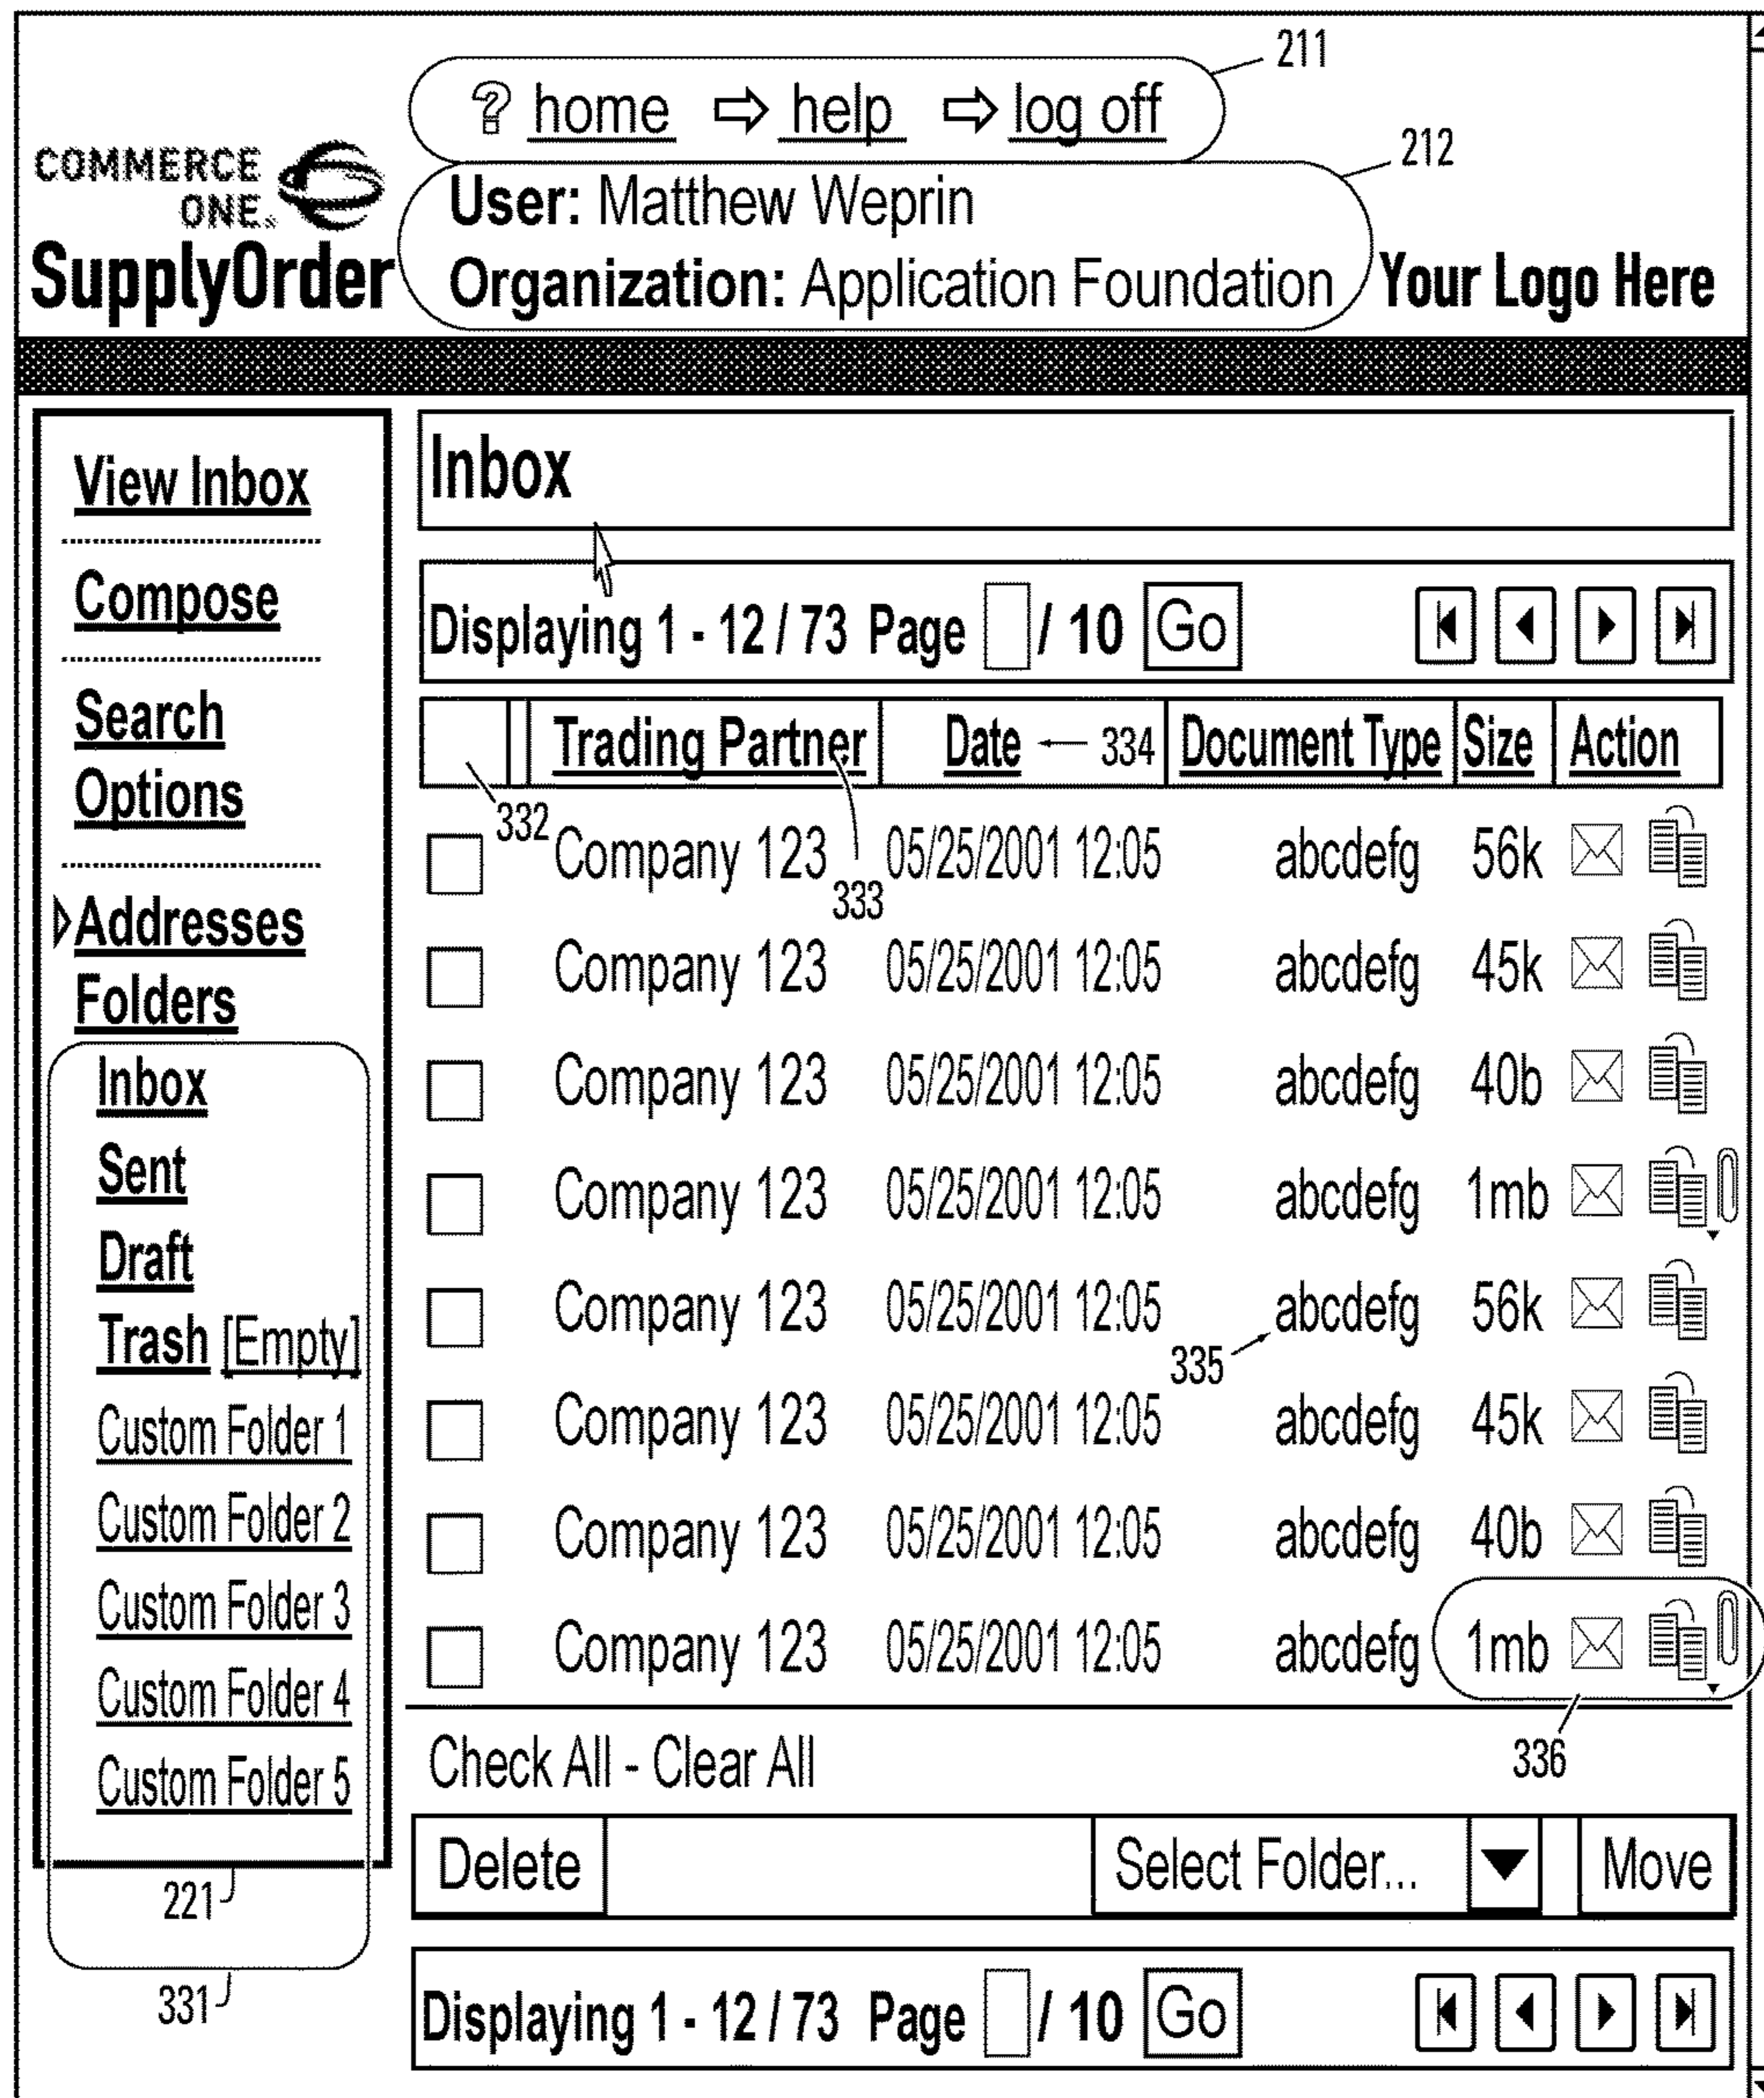 211
? home ⇨ help ⇨ log off
212
COMMERCE
ONE®
SupplyOrder
User: Matthew Weprin
Organization: Application Foundation
Your Logo Here
View Inbox
Compose
Search
Options
Addresses
Folders
Inbox
Sent
Draft
Trash [Empty]
Custom Folder 1
Custom Folder 2
Custom Folder 3
Custom Folder 4
Custom Folder 5
221
331
Inbox
Displaying 1 - 12 / 73 Page / 10 Go
Trading Partner Date 334 Document Type Size Action
332
Company 123 05/25/2001 12:05 abcdefg 56k
333
Company 123 05/25/2001 12:05 abcdefg 45k
Company 123 05/25/2001 12:05 abcdefg 40b
Company 123 05/25/2001 12:05 abcdefg 1mb
Company 123 05/25/2001 12:05 abcdefg 56k
335
Company 123 05/25/2001 12:05 abcdefg 45k
Company 123 05/25/2001 12:05 abcdefg 40b
Company 123 05/25/2001 12:05 abcdefg 1mb
336
Check All - Clear All
Delete Select Folder... Move
Displaying 1 - 12 / 73 Page / 10 Go